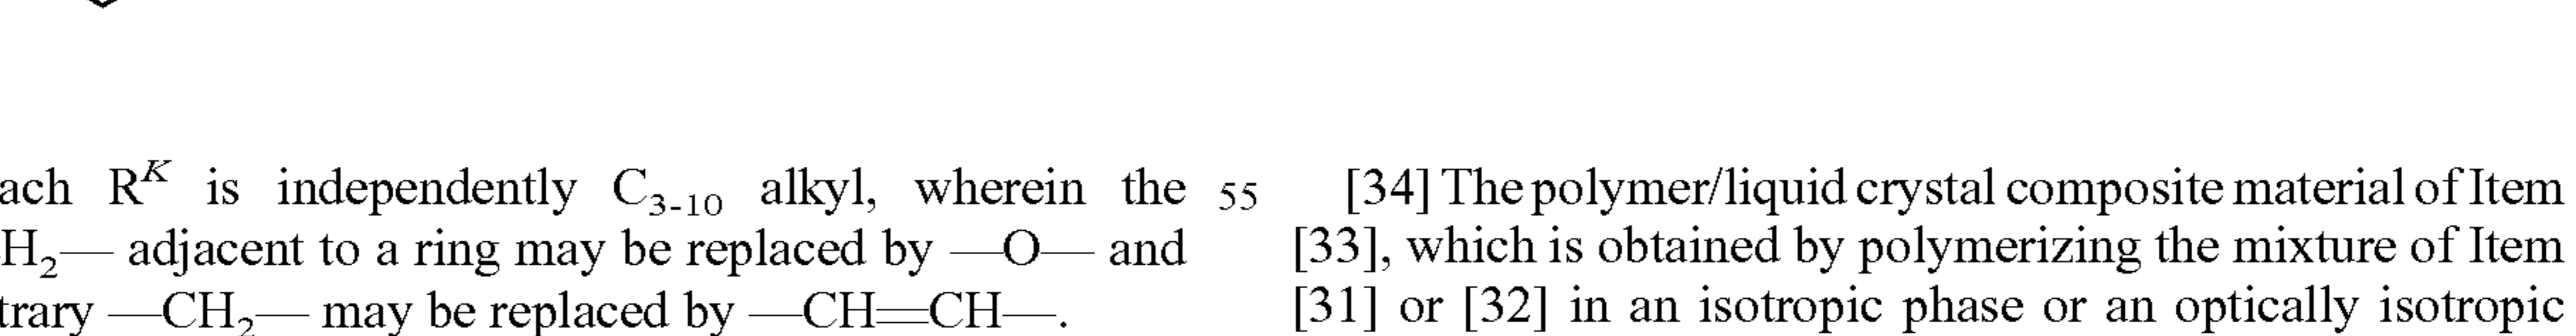 ach R^K is independently C3-10 alkyl, wherein the
H2— adjacent to a ring may be replaced by —O— and
trary —CH2— may be replaced by —CH=CH—.
55
[34] The polymer/liquid crystal composite material of Item
[33], which is obtained by polymerizing the mixture of Item
[31] or [32] in an isotropic phase or an optically isotropic